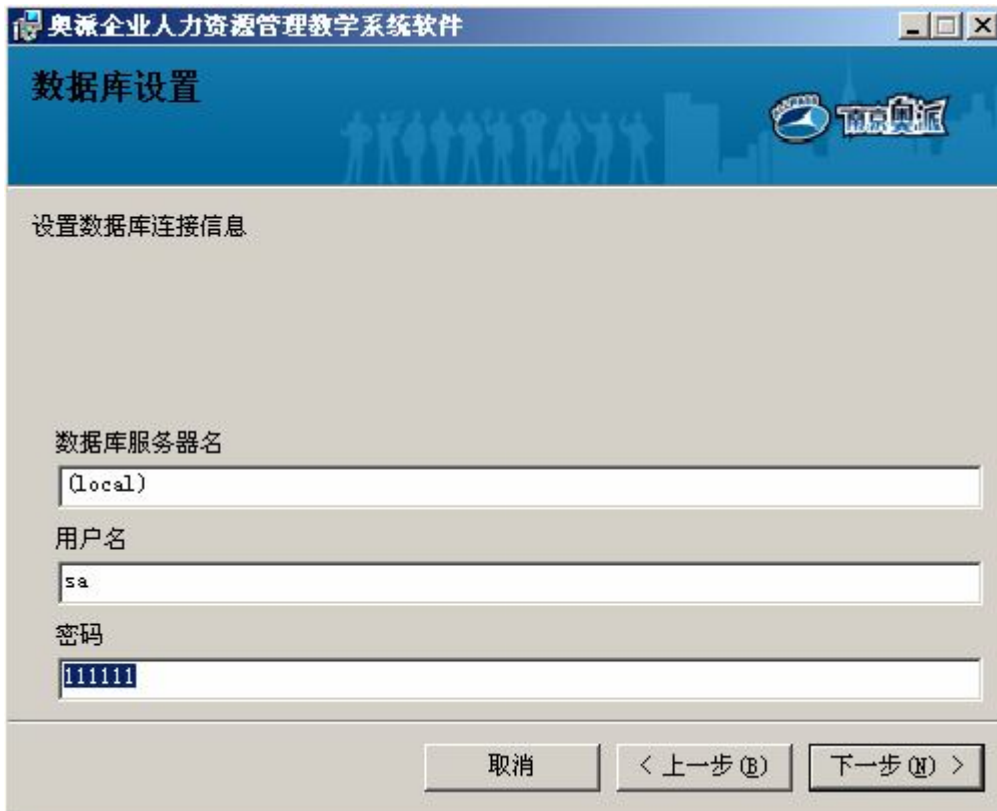 奥派企业人力资源管理教学系统软件
数据库设置
南京奥派
设置数据库连接信息
数据库服务器名
(local)
用户名
sa
密码
111111
取消
< 上一步(B)
下一步(N) >